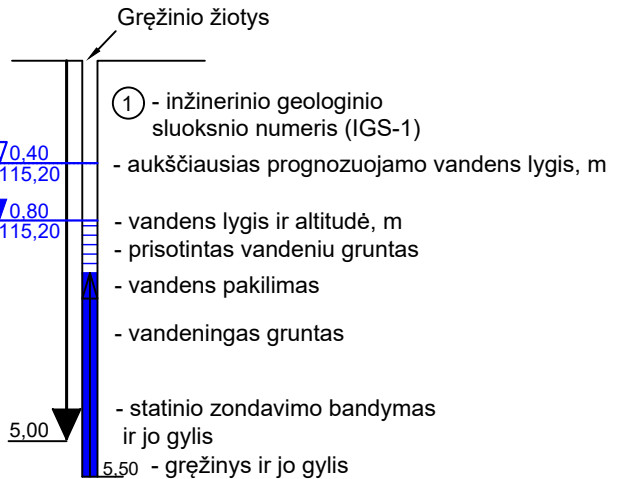 Gręžinio žiotys
1 - inžinerinio geologinio
sluoksnio numeris (IGS-1)
0,40
115,20
- aukščiausias prognozuojamo vandens lygis, m
0,80
115,20
- vandens lygis ir altitudė, m
- prisotintas vandeniu gruntas
- vandens pakilimas
- vandeningas gruntas
- statinio zondavimo bandymas
ir jo gylis
5,00
5,50 - gręžinys ir jo gylis